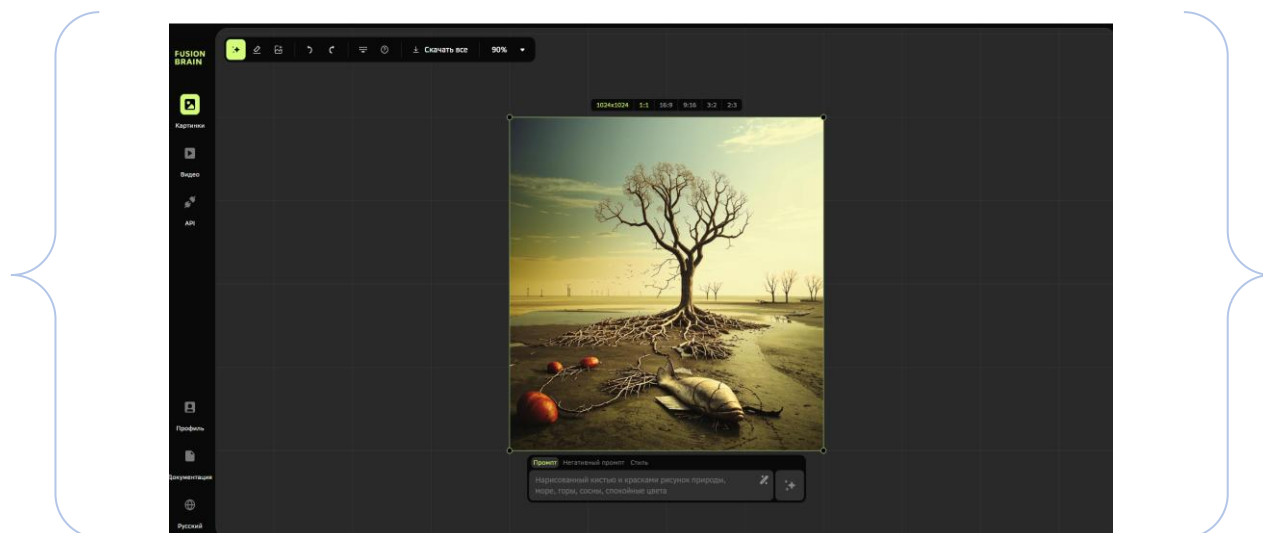 FUSION
BRAIN
Скачать все
90%
Картинки
Видео
API
1024x1024 1:1 16:9 9:16 3:2 2:3
Промпт Негативный промпт Стиль
Нарисованный кистью и красками рисунок природы,
море, горы, сосны, спокойные цвета
Профиль
Документация
Русский